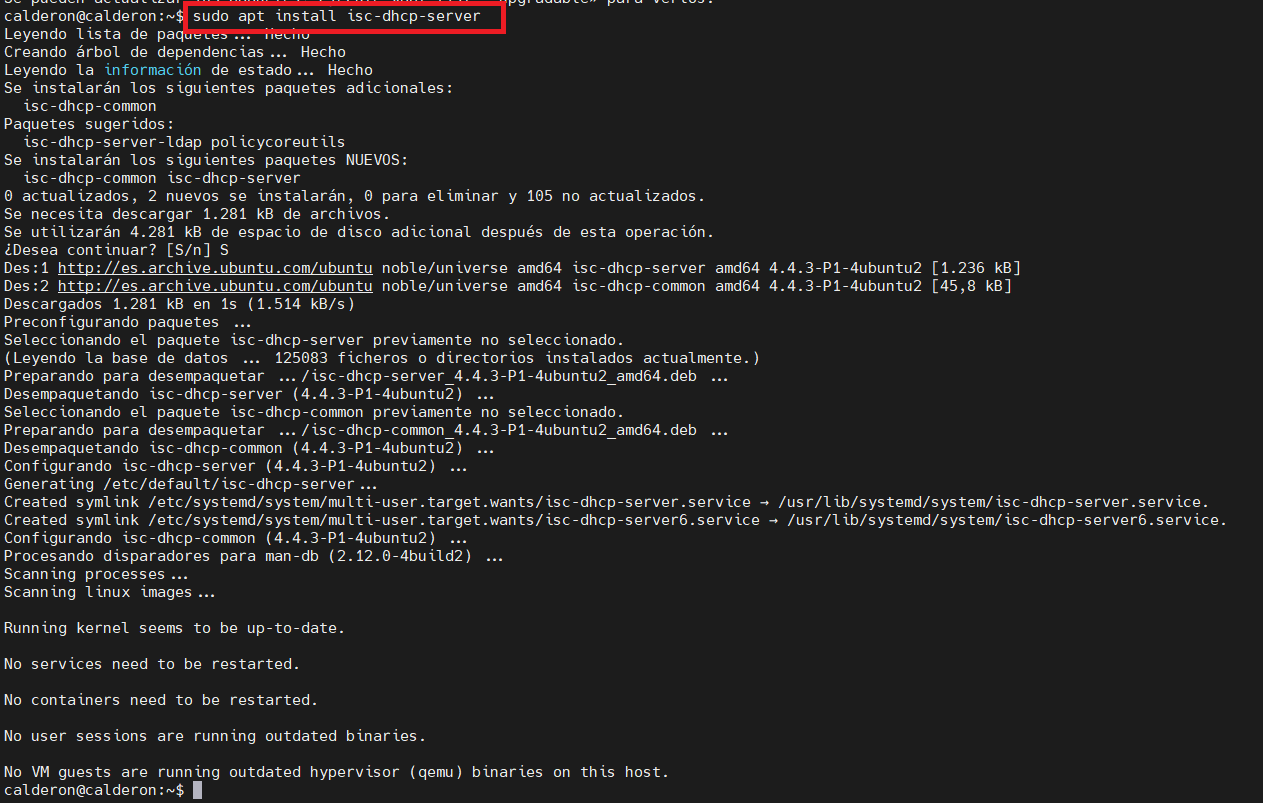 calderon@calderon:~$ sudo apt install isc-dhcp-server
Leyendo lista de paquetes... Hecho
Creando árbol de dependencias... Hecho
Leyendo la información de estado... Hecho
Se instalarán los siguientes paquetes adicionales:
  isc-dhcp-common
Paquetes sugeridos:
  isc-dhcp-server-ldap policycoreutils
Se instalarán los siguientes paquetes NUEVOS:
  isc-dhcp-common isc-dhcp-server
0 actualizados, 2 nuevos se instalarán, 0 para eliminar y 105 no actualizados.
Se necesita descargar 1.281 kB de archivos.
Se utilizarán 4.281 kB de espacio de disco adicional después de esta operación.
¿Desea continuar? [S/n] S
Des:1 http://es.archive.ubuntu.com/ubuntu noble/universe amd64 isc-dhcp-server amd64 4.4.3-P1-4ubuntu2 [1.236 kB]
Des:2 http://es.archive.ubuntu.com/ubuntu noble/universe amd64 isc-dhcp-common amd64 4.4.3-P1-4ubuntu2 [45,8 kB]
Descargados 1.281 kB en 1s (1.514 kB/s)
Preconfigurando paquetes ...
Seleccionando el paquete isc-dhcp-server previamente no seleccionado.
(Leyendo la base de datos ... 125083 ficheros o directorios instalados actualmente.)
Preparando para desempaquetar .../isc-dhcp-server_4.4.3-P1-4ubuntu2_amd64.deb ...
Desempaquetando isc-dhcp-server (4.4.3-P1-4ubuntu2) ...
Seleccionando el paquete isc-dhcp-common previamente no seleccionado.
Preparando para desempaquetar .../isc-dhcp-common_4.4.3-P1-4ubuntu2_amd64.deb ...
Desempaquetando isc-dhcp-common (4.4.3-P1-4ubuntu2) ...
Configurando isc-dhcp-server (4.4.3-P1-4ubuntu2) ...
Generating /etc/default/isc-dhcp-server...
Created symlink /etc/systemd/system/multi-user.target.wants/isc-dhcp-server.service → /usr/lib/systemd/system/isc-dhcp-server.service.
Created symlink /etc/systemd/system/multi-user.target.wants/isc-dhcp-server6.service → /usr/lib/systemd/system/isc-dhcp-server6.service.
Configurando isc-dhcp-common (4.4.3-P1-4ubuntu2) ...
Procesando disparadores para man-db (2.12.0-4build2) ...
Scanning processes...
Scanning linux images...
Running kernel seems to be up-to-date.
No services need to be restarted.
No containers need to be restarted.
No user sessions are running outdated binaries.
No VM guests are running outdated hypervisor (qemu) binaries on this host.
calderon@calderon:~$